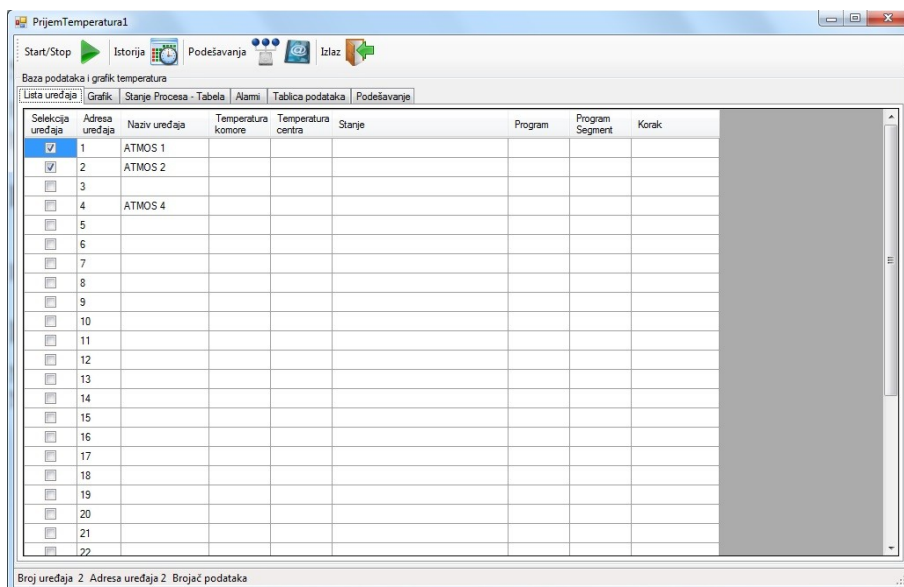 PrijemTemperatura1
Start/Stop Istorija Podešavanja Izlaz
Baza podataka i grafik temperatura
Lista uređaja Grafik Stanje Procesa - Tabela Alarmi Tablica podataka Podešavanje
Selekcija uređaja Adresa uređaja Naziv uređaja Temperatura komore Temperatura centra Stanje Program Program Segment Korak
1 ATMOS 1
2 ATMOS 2
3
4 ATMOS 4
5
6
7
8
9
10
11
12
13
14
15
16
17
18
19
20
21
22
Broj uređaja 2 Adresa uređaja 2 Brojač podataka